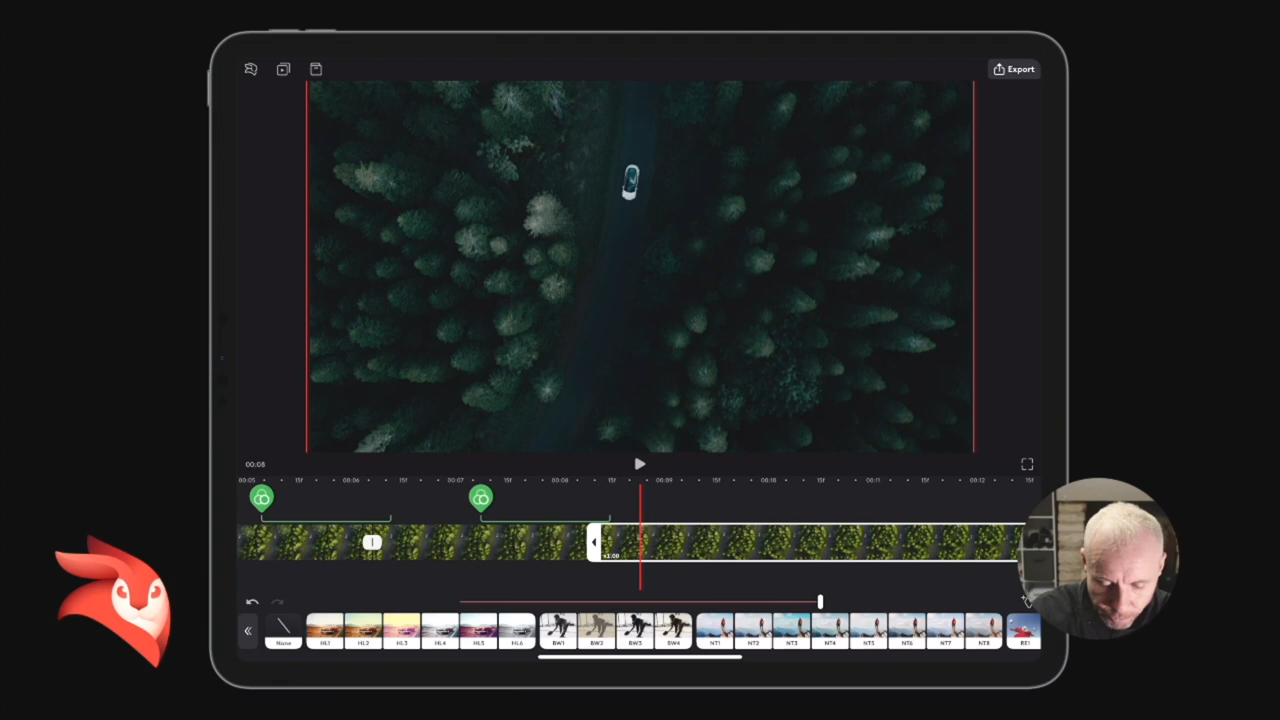 Export
00:08
00:05 15f 00:06 15f 00:07 15f 00:08 15f 00:09 15f 00:10 15f 00:11 15f 00:12 15f
x1.00
None HL1 HL2 HL3 HL4 HL5 HL6 BW1 BW2 BW3 BW4 NT1 NT2 NT3 NT4 NT5 NT6 NT7 NT8 RE1